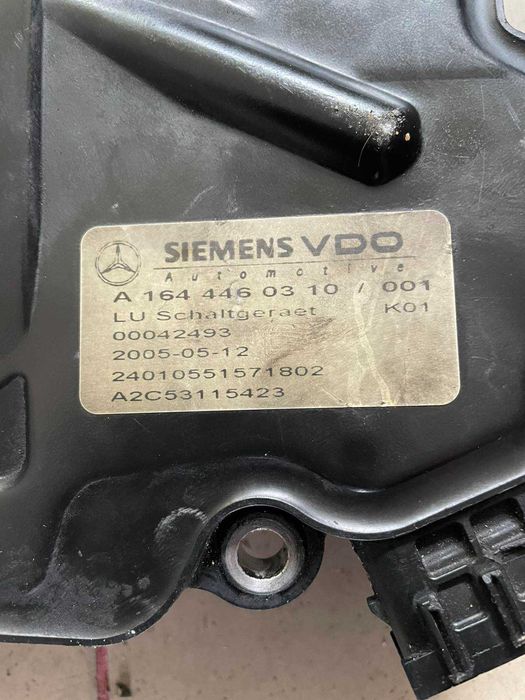 SIEMENS VDO
Automotive
A 164 446 03 10 / 001
LU Schaltgeraet K01
00042493
2005-05-12
24010551571802
A2C53115423